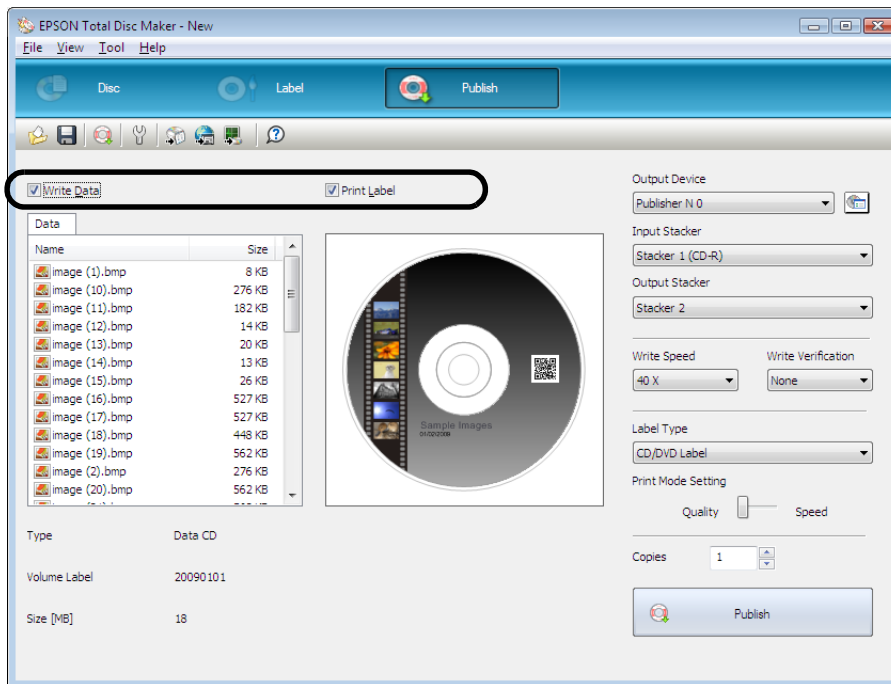 EPSON Total Disc Maker - New
File View Tool Help
Disc
Label
Publish
Write Data
Print Label
Data
Name Size
image (1).bmp 8 KB
image (10).bmp 276 KB
image (11).bmp 182 KB
image (12).bmp 14 KB
image (13).bmp 20 KB
image (14).bmp 13 KB
image (15).bmp 26 KB
image (16).bmp 527 KB
image (17).bmp 527 KB
image (18).bmp 448 KB
image (19).bmp 562 KB
image (2).bmp 276 KB
image (20).bmp 562 KB
Sample Images
01/02/2009
Type Data CD
Volume Label 20090101
Size [MB] 18
Output Device
Publisher N 0
Input Stacker
Stacker 1 (CD-R)
Output Stacker
Stacker 2
Write Speed Write Verification
40 X None
Label Type
CD/DVD Label
Print Mode Setting
Quality Speed
Copies 1
Publish